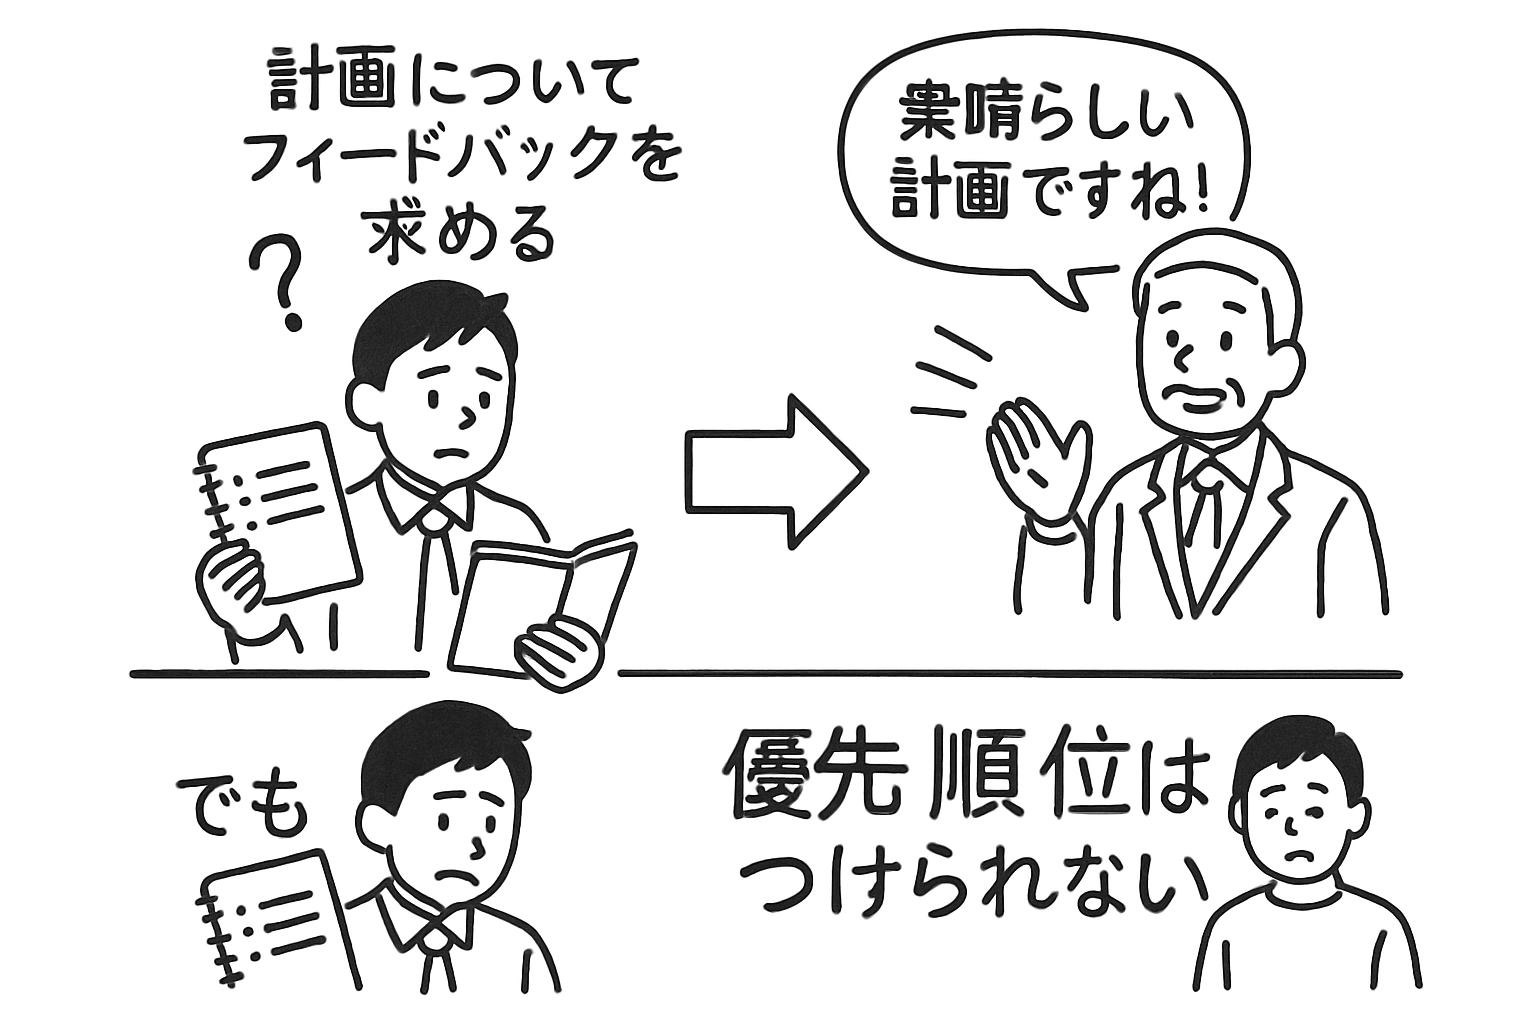 計画について
フィードバックを
求める
?
素晴らしい
計画ですね!
でも
優先順位は
つけられない